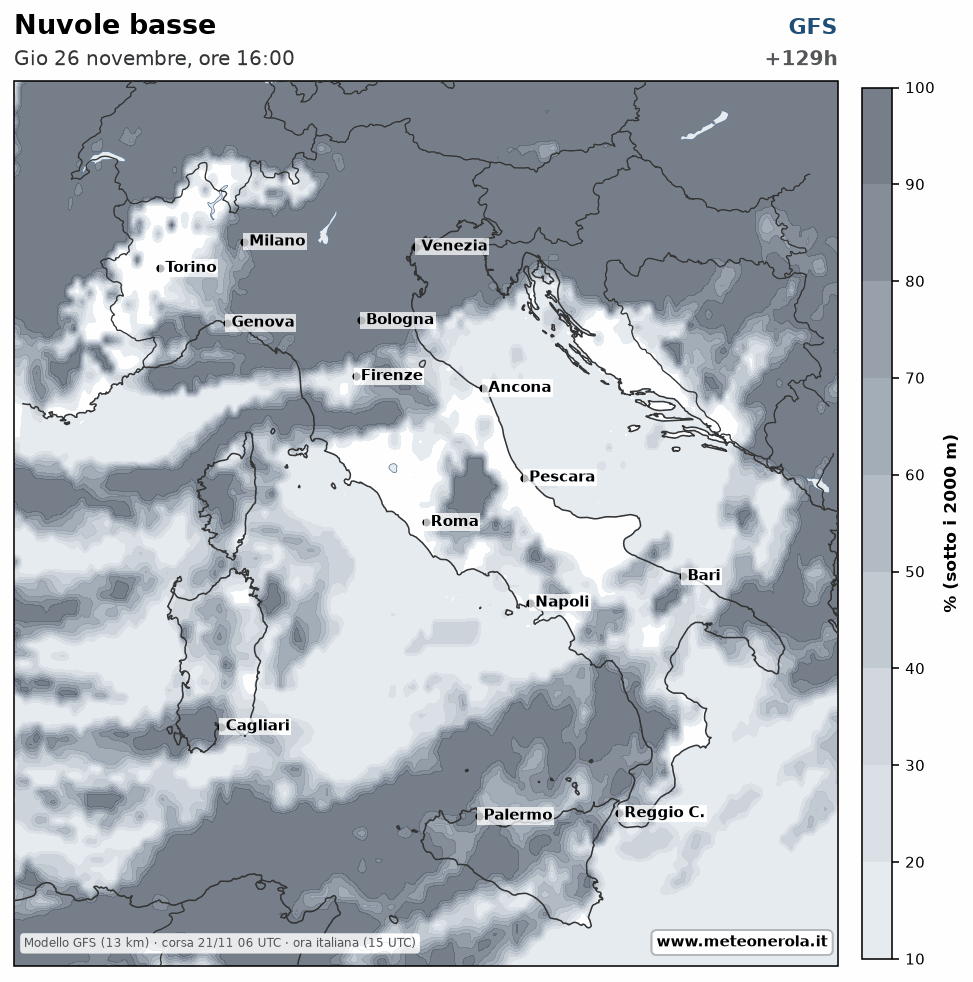 Nuvole basse
GFS
Gio 26 novembre, ore 16:00
+129h
100
90
80
70
60
50
40
30
20
10
% (sotto i 2000 m)
Milano
Venezia
Torino
Genova
Bologna
Firenze
Ancona
Pescara
Roma
Bari
Napoli
Cagliari
Palermo
Reggio C.
Modello GFS (13 km) · corsa 21/11 06 UTC · ora italiana (15 UTC)
www.meteonerola.it